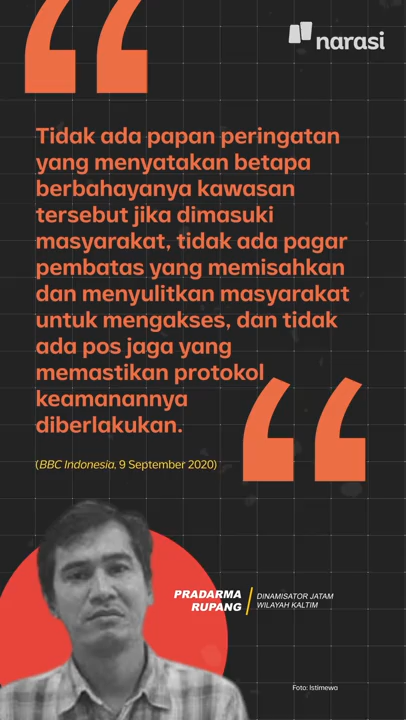 narasi
Tidak ada papan peringatan
yang menyatakan betapa
berbahayanya kawasan
tersebut jika dimasuki
masyarakat, tidak ada pagar
pembatas yang memisahkan
dan menyulitkan masyarakat
untuk mengakses, dan tidak
ada pos jaga yang
memastikan protokol
keamanannya
diberlakukan.
(BBC Indonesia, 9 September 2020)
PRADARMA
RUPANG
DINAMISATOR JATAM
WILAYAH KALTIM
Foto: Istimewa